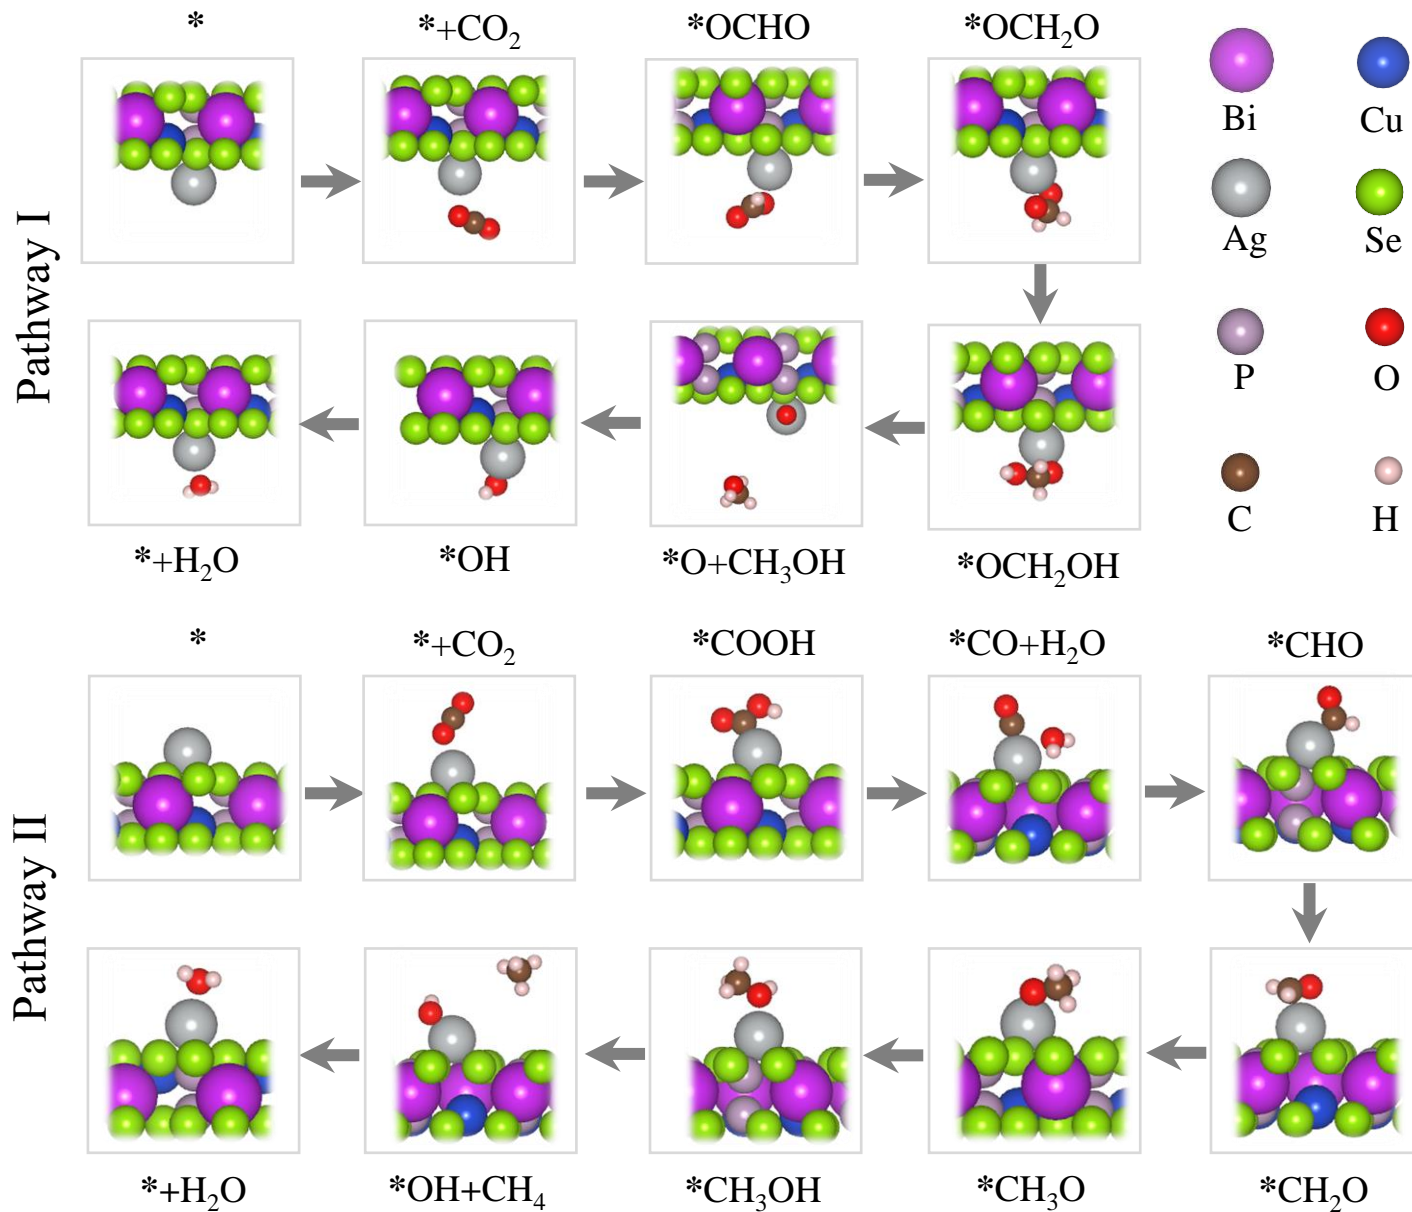 Pathway I
*
*+CO₂
*OCHO
*OCH₂O
*+H₂O
*OH
*O+CH₃OH
*OCH₂OH
Bi
Cu
Ag
Se
P
O
C
H
Pathway II
*
*+CO₂
*COOH
*CO+H₂O
*CHO
*+H₂O
*OH+CH₄
*CH₃OH
*CH₃O
*CH₂O